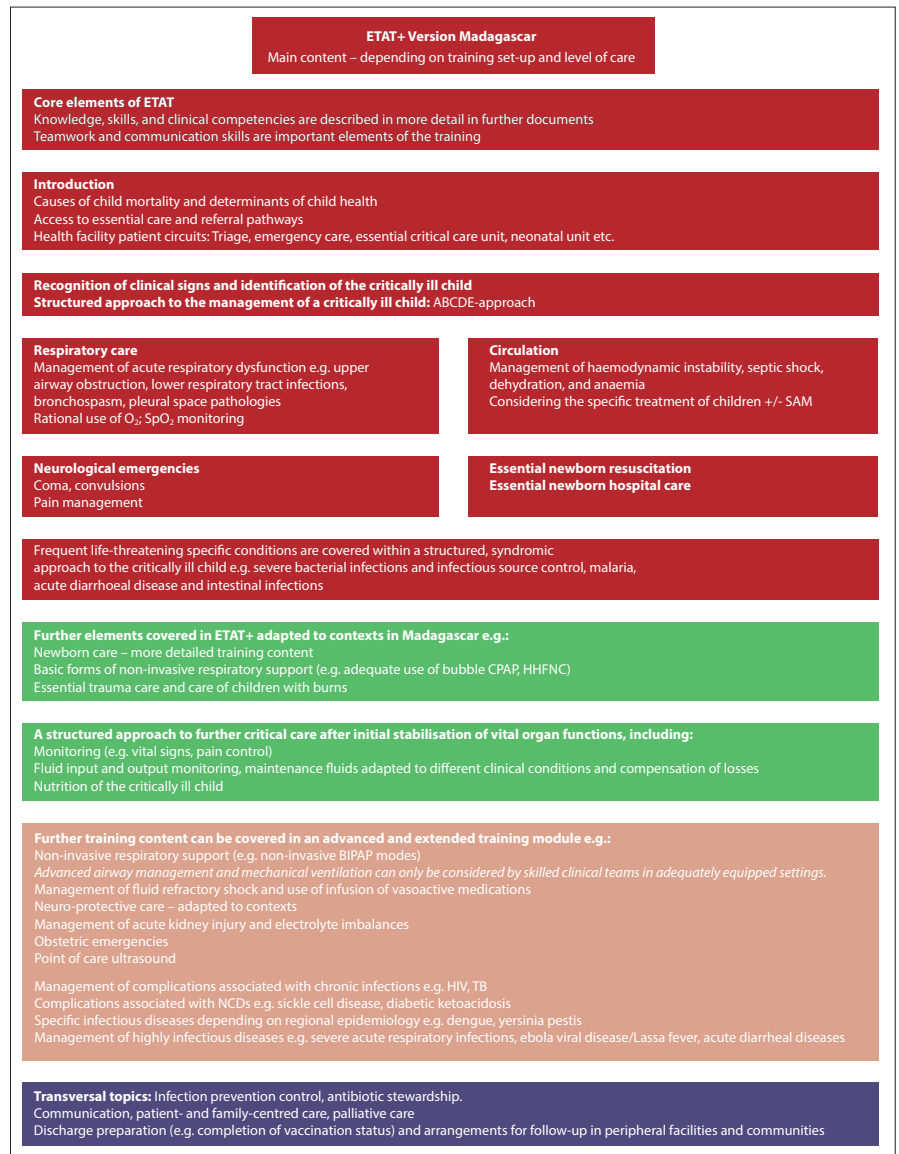 ETAT+ Version Madagascar
Main content – depending on training set-up and level of care
Core elements of ETAT
Knowledge, skills, and clinical competencies are described in more detail in further documents
Teamwork and communication skills are important elements of the training
Introduction
Causes of child mortality and determinants of child health
Access to essential care and referral pathways
Health facility patient circuits: Triage, emergency care, essential critical care unit, neonatal unit etc.
Recognition of clinical signs and identification of the critically ill child
Structured approach to the management of a critically ill child: ABCDE-approach
Respiratory care
Management of acute respiratory dysfunction e.g. upper
airway obstruction, lower respiratory tract infections,
bronchospasm, pleural space pathologies
Rational use of O₂; SpO₂ monitoring
Circulation
Management of haemodynamic instability, septic shock,
dehydration, and anaemia
Considering the specific treatment of children +/- SAM
Neurological emergencies
Coma, convulsions
Pain management
Essential newborn resuscitation
Essential newborn hospital care
Frequent life-threatening specific conditions are covered within a structured, syndromic
approach to the critically ill child e.g. severe bacterial infections and infectious source control, malaria,
acute diarrhoeal disease and intestinal infections
Further elements covered in ETAT+ adapted to contexts in Madagascar e.g.:
Newborn care – more detailed training content
Basic forms of non-invasive respiratory support (e.g. adequate use of bubble CPAP, HHFNC)
Essential trauma care and care of children with burns
A structured approach to further critical care after initial stabilisation of vital organ functions, including:
Monitoring (e.g. vital signs, pain control)
Fluid input and output monitoring, maintenance fluids adapted to different clinical conditions and compensation of losses
Nutrition of the critically ill child
Further training content can be covered in an advanced and extended training module e.g.:
Non-invasive respiratory support (e.g. non-invasive BIPAP modes)
Advanced airway management and mechanical ventilation can only be considered by skilled clinical teams in adequately equipped settings.
Management of fluid refractory shock and use of infusion of vasoactive medications
Neuro-protective care – adapted to contexts
Management of acute kidney injury and electrolyte imbalances
Obstetric emergencies
Point of care ultrasound
Management of complications associated with chronic infections e.g. HIV, TB
Complications associated with NCDs e.g. sickle cell disease, diabetic ketoacidosis
Specific infectious diseases depending on regional epidemiology e.g. dengue, yersinia pestis
Management of highly infectious diseases e.g. severe acute respiratory infections, ebola viral disease/Lassa fever, acute diarrheal diseases
Transversal topics: Infection prevention control, antibiotic stewardship.
Communication, patient- and family-centred care, palliative care
Discharge preparation (e.g. completion of vaccination status) and arrangements for follow-up in peripheral facilities and communities